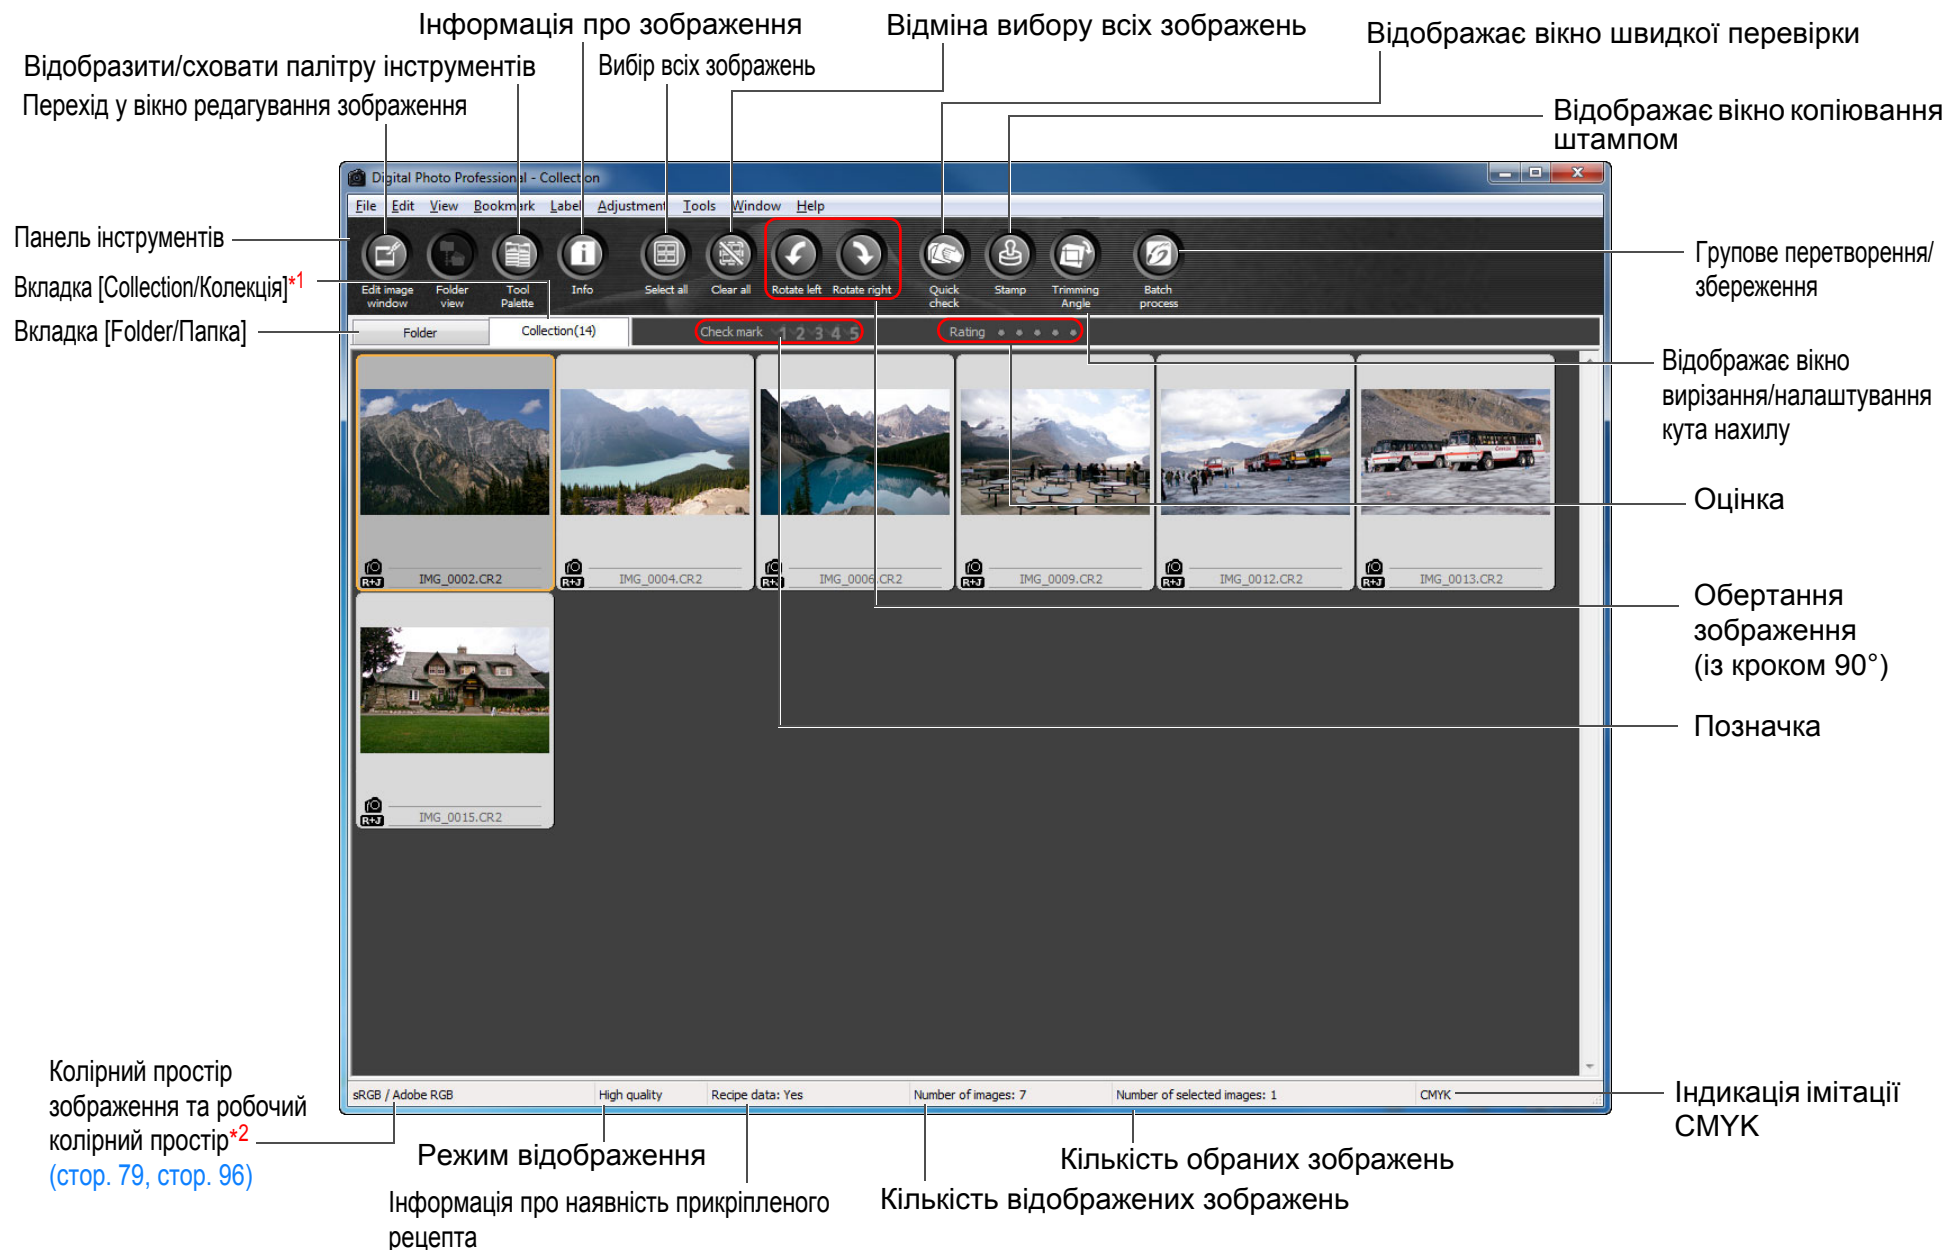 Інформація про зображення
Відміна вибору всіх зображень
Відображає вікно швидкої перевірки
Відобразити/сховати палітру інструментів
Вибір всіх зображень
Перехід у вікно редагування зображення
Відображає вікно копіювання
штампом
Digital Photo Professional - Collection
File Edit View Bookmark Label Adjustment Tools Window Help
Панель інструментів
Вкладка [Collection/Колекція]*1
Вкладка [Folder/Папка]
Edit image
window
Folder
view
Tool
Palette
Info
Select all
Clear all
Rotate left
Rotate right
Quick
check
Stamp
Trimming
Angle
Batch
process
Групове перетворення/
збереження
Folder
Collection(14)
Check mark 1 2 3 4 5
Rating
Відображає вікно
вирізання/налаштування
кута нахилу
Оцінка
IMG_0002.CR2
IMG_0004.CR2
IMG_0006.CR2
IMG_0009.CR2
IMG_0012.CR2
IMG_0013.CR2
R+J
R+J
R+J
R+J
R+J
R+J
Обертання
зображення
(із кроком 90°)
Позначка
R+J
IMG_0015.CR2
Колірний простір
зображення та робочий
колірний простір*2
(стор. 79, стор. 96)
sRGB / Adobe RGB
High quality
Recipe data: Yes
Number of images: 7
Number of selected images: 1
CMYK
Індикація імітації
CMYK
Режим відображення
Кількість обраних зображень
Інформація про наявність прикріпленого
рецепта
Кількість відображених зображень